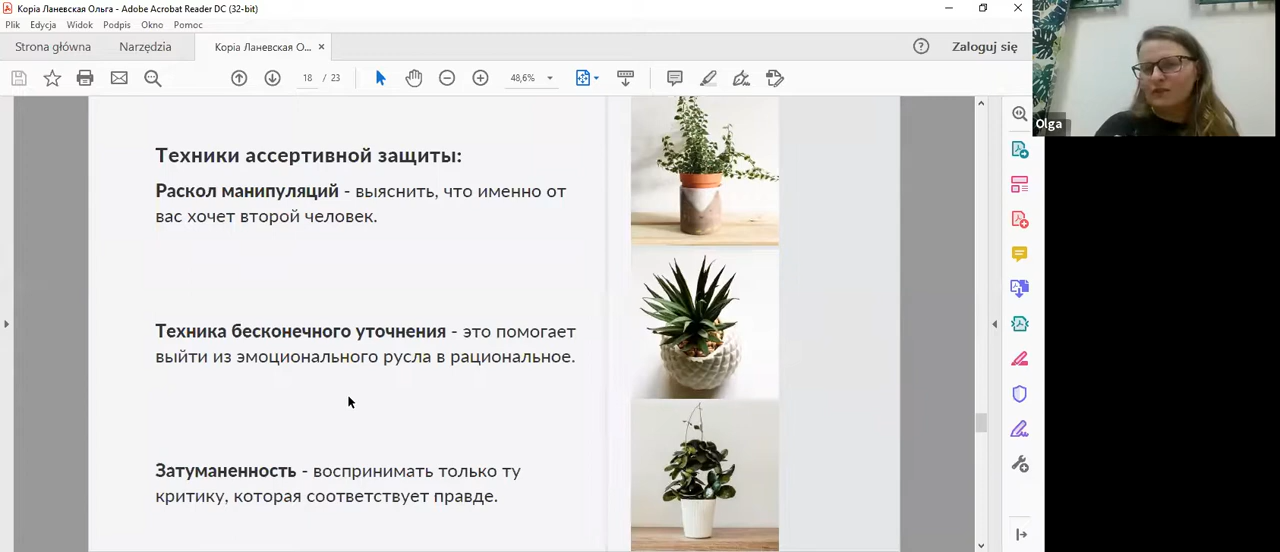 Kopia Ланевская Ольга - Adobe Acrobat Reader DC (32-bit)
Plik Edycja Widok Podpis Okno Pomoc
Strona główna Narzędzia Kopia Ланевская О... × Zaloguj się
18 / 23 48,6%
Olga
Техники ассертивной защиты:
Раскол манипуляций - выяснить, что именно от
вас хочет второй человек.
Техника бесконечного уточнения - это помогает
выйти из эмоционального русла в рациональное.
Затуманенность - воспринимать только ту
критику, которая соответствует правде.